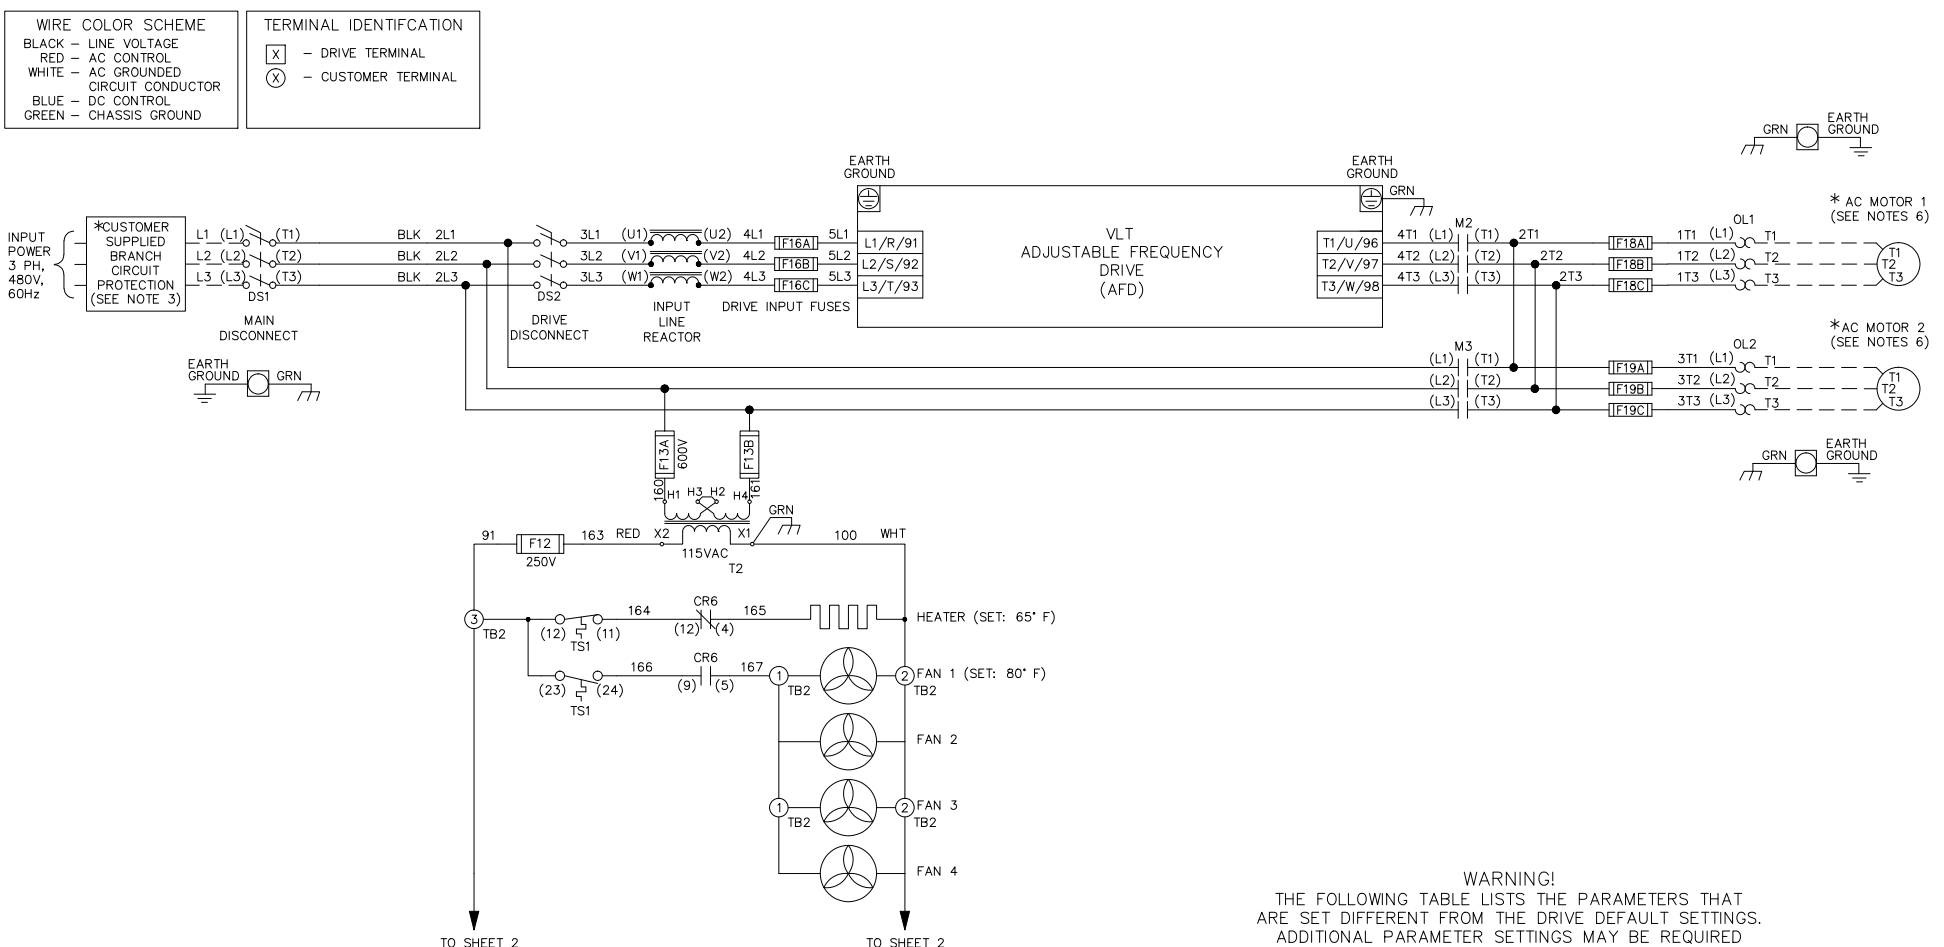 WIRE COLOR SCHEME
BLACK – LINE VOLTAGE
RED – AC CONTROL
WHITE – AC GROUNDED
CIRCUIT CONDUCTOR
BLUE – DC CONTROL
GREEN – CHASSIS GROUND
TERMINAL IDENTIFCATION
X – DRIVE TERMINAL
X – CUSTOMER TERMINAL
INPUT
POWER
3 PH,
480V,
60Hz
*CUSTOMER
SUPPLIED
BRANCH
CIRCUIT
PROTECTION
(SEE NOTE 3)
L1 (L1) (T1) BLK 2L1 3L1 (U1) (U2) 4L1 F16A 5L1 L1/R/91
L2 (L2) (T2) BLK 2L2 3L2 (V1) (V2) 4L2 F16B 5L2 L2/S/92
L3 (L3) (T3) BLK 2L3 3L3 (W1) (W2) 4L3 F16C 5L3 L3/T/93
DS1
MAIN
DISCONNECT
DS2
DRIVE
DISCONNECT
INPUT
LINE
REACTOR
DRIVE INPUT FUSES
EARTH
GROUND
GRN
EARTH
GROUND
VLT
ADJUSTABLE FREQUENCY
DRIVE
(AFD)
EARTH
GROUND
GRN
M2
T1/U/96 4T1 (L1) (T1) 2T1 F18A 1T1 (L1) T1
T2/V/97 4T2 (L2) (T2) 2T2 F18B 1T2 (L2) T2
T3/W/98 4T3 (L3) (T3) 2T3 F18C 1T3 (L3) T3
OL1
GRN
EARTH
GROUND
* AC MOTOR 1
(SEE NOTES 6)
T1
T2
T3
M3
(L1) (T1) F19A 3T1 (L1) T1
(L2) (T2) F19B 3T2 (L2) T2
(L3) (T3) F19C 3T3 (L3) T3
OL2
*AC MOTOR 2
(SEE NOTES 6)
T1
T2
T3
GRN
EARTH
GROUND
F13A
600V
F13B
160
161
H1 H3 H2 H4
GRN
91 F12 163 RED X2 X1 100 WHT
250V
115VAC
T2
3
TB2
(12) (11)
TS1
164
CR6
(12) (4)
165
HEATER (SET: 65° F)
(23) (24)
TS1
166
CR6
(9) (5)
167
1
TB2
2
TB2
FAN 1 (SET: 80° F)
FAN 2
1
TB2
2
TB2
FAN 3
FAN 4
TO SHEET 2
TO SHEET 2
WARNING!
THE FOLLOWING TABLE LISTS THE PARAMETERS THAT
ARE SET DIFFERENT FROM THE DRIVE DEFAULT SETTINGS.
ADDITIONAL PARAMETER SETTINGS MAY BE REQUIRED